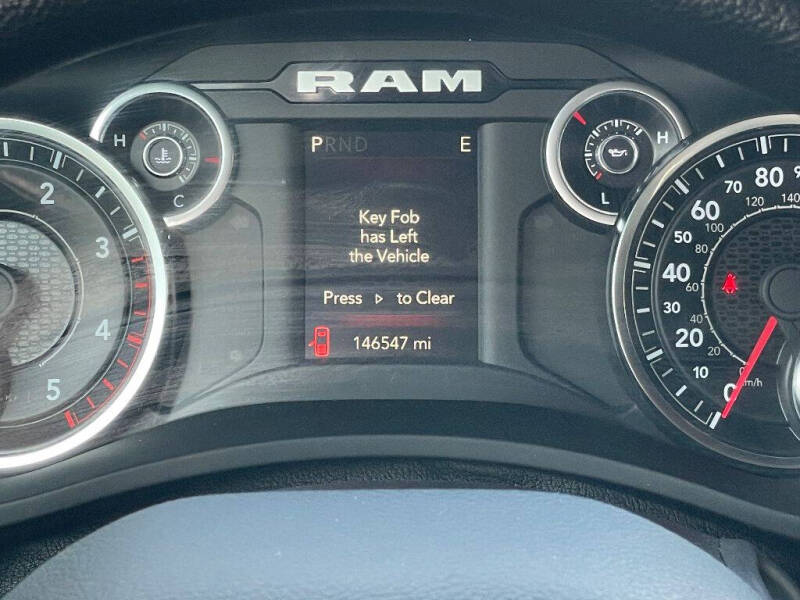 RAM
PRND E
Key Fob
has Left
the Vehicle
Press ▷ to Clear
146547 mi
H
C
H
L
2
3
4
5
0
10
20
30
40
50
60
70
80
20
40
60
80
100
120
140